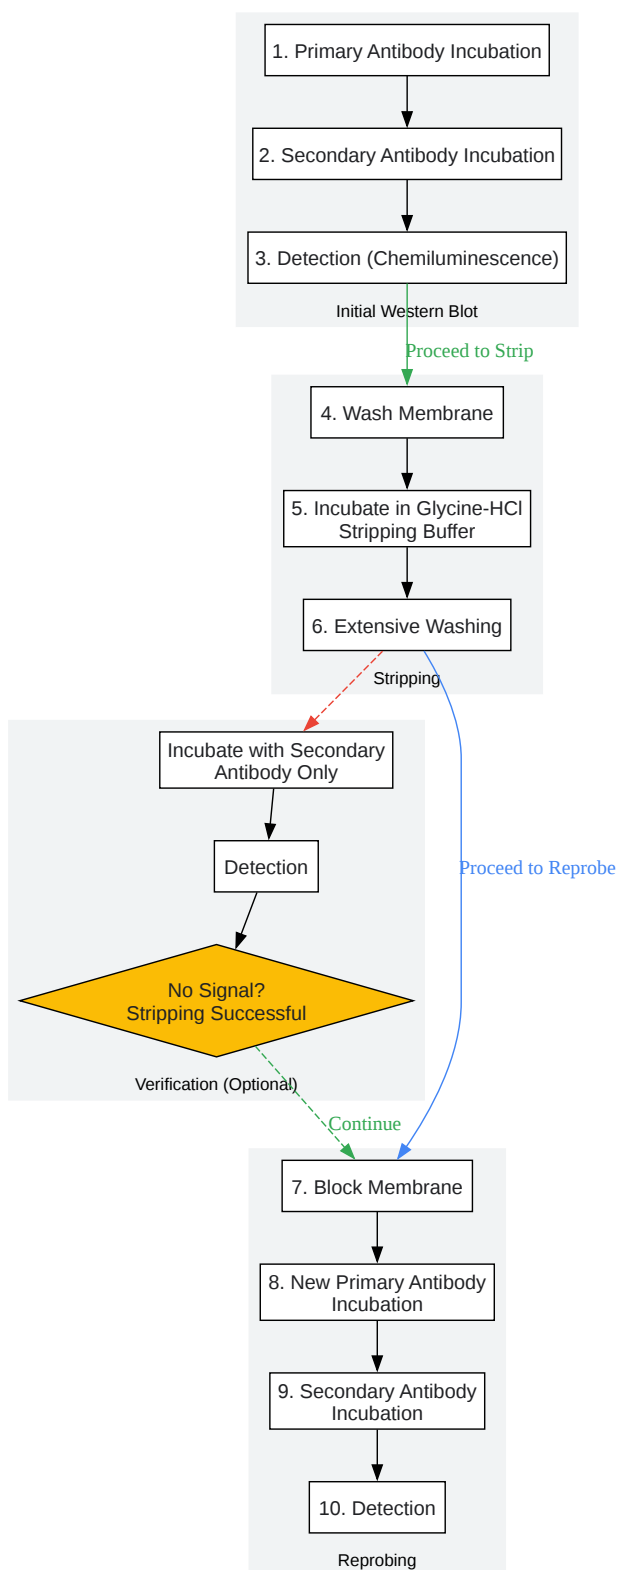 1. Primary Antibody Incubation
2. Secondary Antibody Incubation
3. Detection (Chemiluminescence)
Initial Western Blot
Proceed to Strip
4. Wash Membrane
5. Incubate in Glycine-HCl
Stripping Buffer
6. Extensive Washing
Stripping
Incubate with Secondary
Antibody Only
Detection
Proceed to Reprobe
No Signal?
Stripping Successful
Verification (Optional)
Continue
7. Block Membrane
8. New Primary Antibody
Incubation
9. Secondary Antibody
Incubation
10. Detection
Reprobing